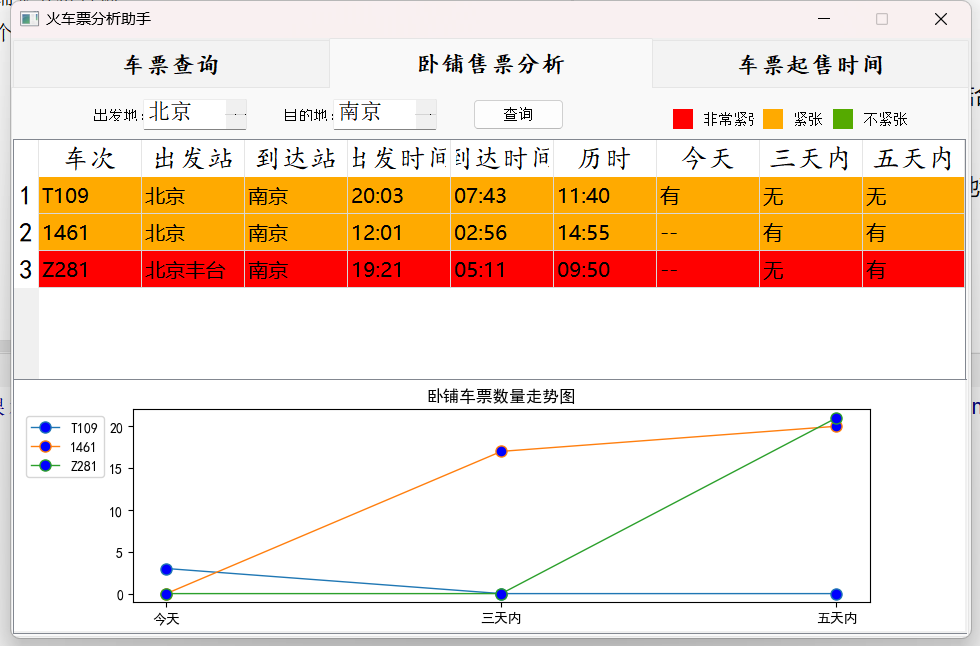 火车票分析助手
车票查询 卧铺售票分析 车票起售时间
出发地: 北京 目的地: 南京 查询 非常紧张 紧张 不紧张
车次 出发站 到达站 出发时间 到达时间 历时 今天 三天内 五天内
1 T109 北京 南京 20:03 07:43 11:40 有 无 无
2 1461 北京 南京 12:01 02:56 14:55 -- 有 有
3 Z281 北京丰台 南京 19:21 05:11 09:50 -- 无 有
卧铺车票数量走势图
T109
1461
Z281
20
15
10
5
0
今天 三天内 五天内